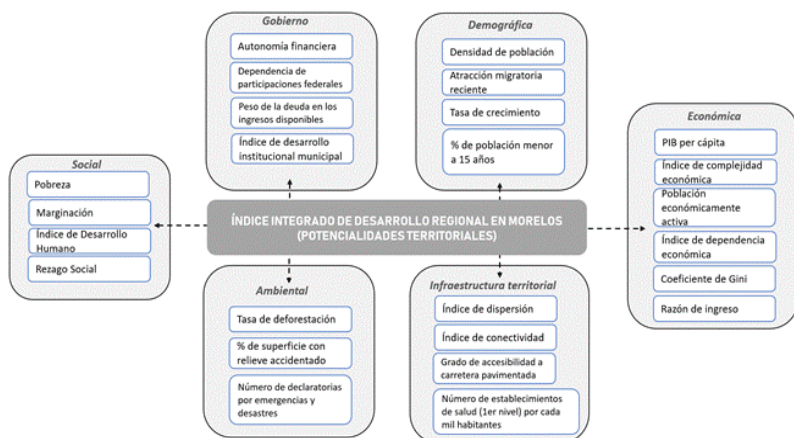 Gobierno
Autonomía financiera
Dependencia de
participaciones federales
Peso de la deuda en los
ingresos disponibles
Índice de desarrollo
institucional municipal
Demográfica
Densidad de población
Atracción migratoria
reciente
Tasa de crecimiento
% de población menor
a 15 años
Económica
PIB per cápita
Índice de complejidad
económica
Población
económicamente
activa
Índice de dependencia
económica
Coeficiente de Gini
Razón de ingreso
Social
Pobreza
Marginación
Índice de Desarrollo
Humano
Rezago Social
ÍNDICE INTEGRADO DE DESARROLLO REGIONAL EN MORELOS
(POTENCIALIDADES TERRITORIALES)
Ambiental
Tasa de deforestación
% de superficie con
relieve accidentado
Número de declaratorias
por emergencias y
desastres
Infraestructura territorial
Índice de dispersión
Índice de conectividad
Grado de accesibilidad a
carretera pavimentada
Número de establecimientos
de salud (1er nivel) por cada
mil habitantes